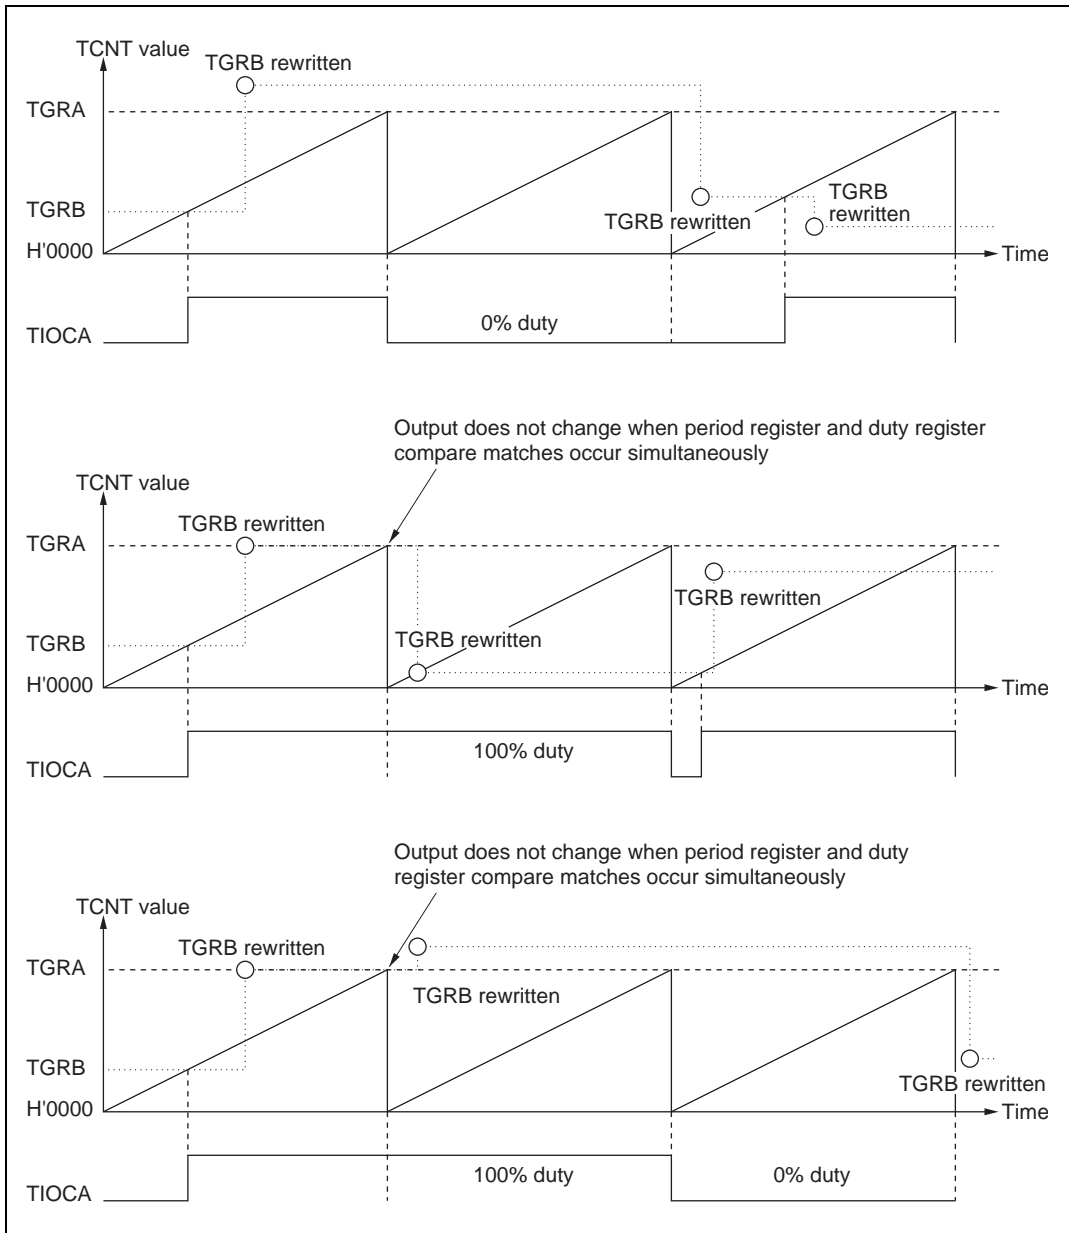 TCNT value
TGRB rewritten
TGRA
TGRB
TGRB rewritten
TGRB
rewritten
H'0000
Time
0% duty
TIOCA
Output does not change when period register and duty register
compare matches occur simultaneously
TCNT value
TGRB rewritten
TGRA
TGRB rewritten
TGRB
TGRB rewritten
H'0000
Time
100% duty
TIOCA
Output does not change when period register and duty
register compare matches occur simultaneously
TCNT value
TGRB rewritten
TGRA
TGRB rewritten
TGRB
TGRB rewritten
H'0000
Time
100% duty
0% duty
TIOCA